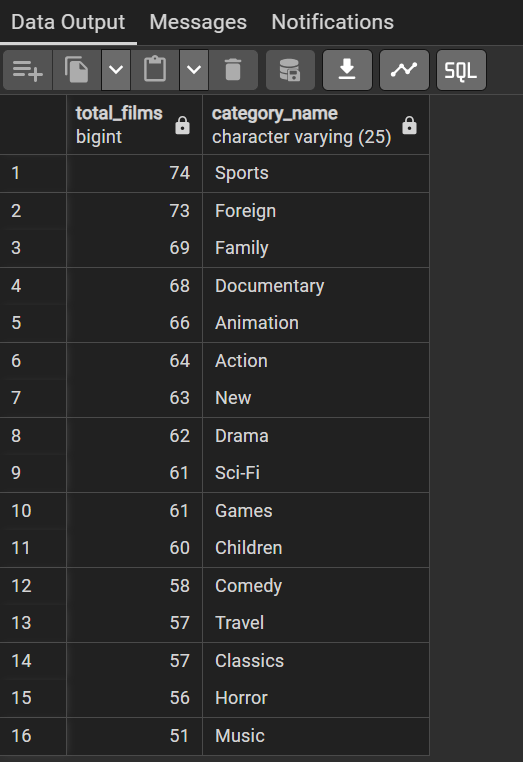 Data Output Messages Notifications
SQL
total_films category_name
bigint character varying (25)
1 74 Sports
2 73 Foreign
3 69 Family
4 68 Documentary
5 66 Animation
6 64 Action
7 63 New
8 62 Drama
9 61 Sci-Fi
10 61 Games
11 60 Children
12 58 Comedy
13 57 Travel
14 57 Classics
15 56 Horror
16 51 Music